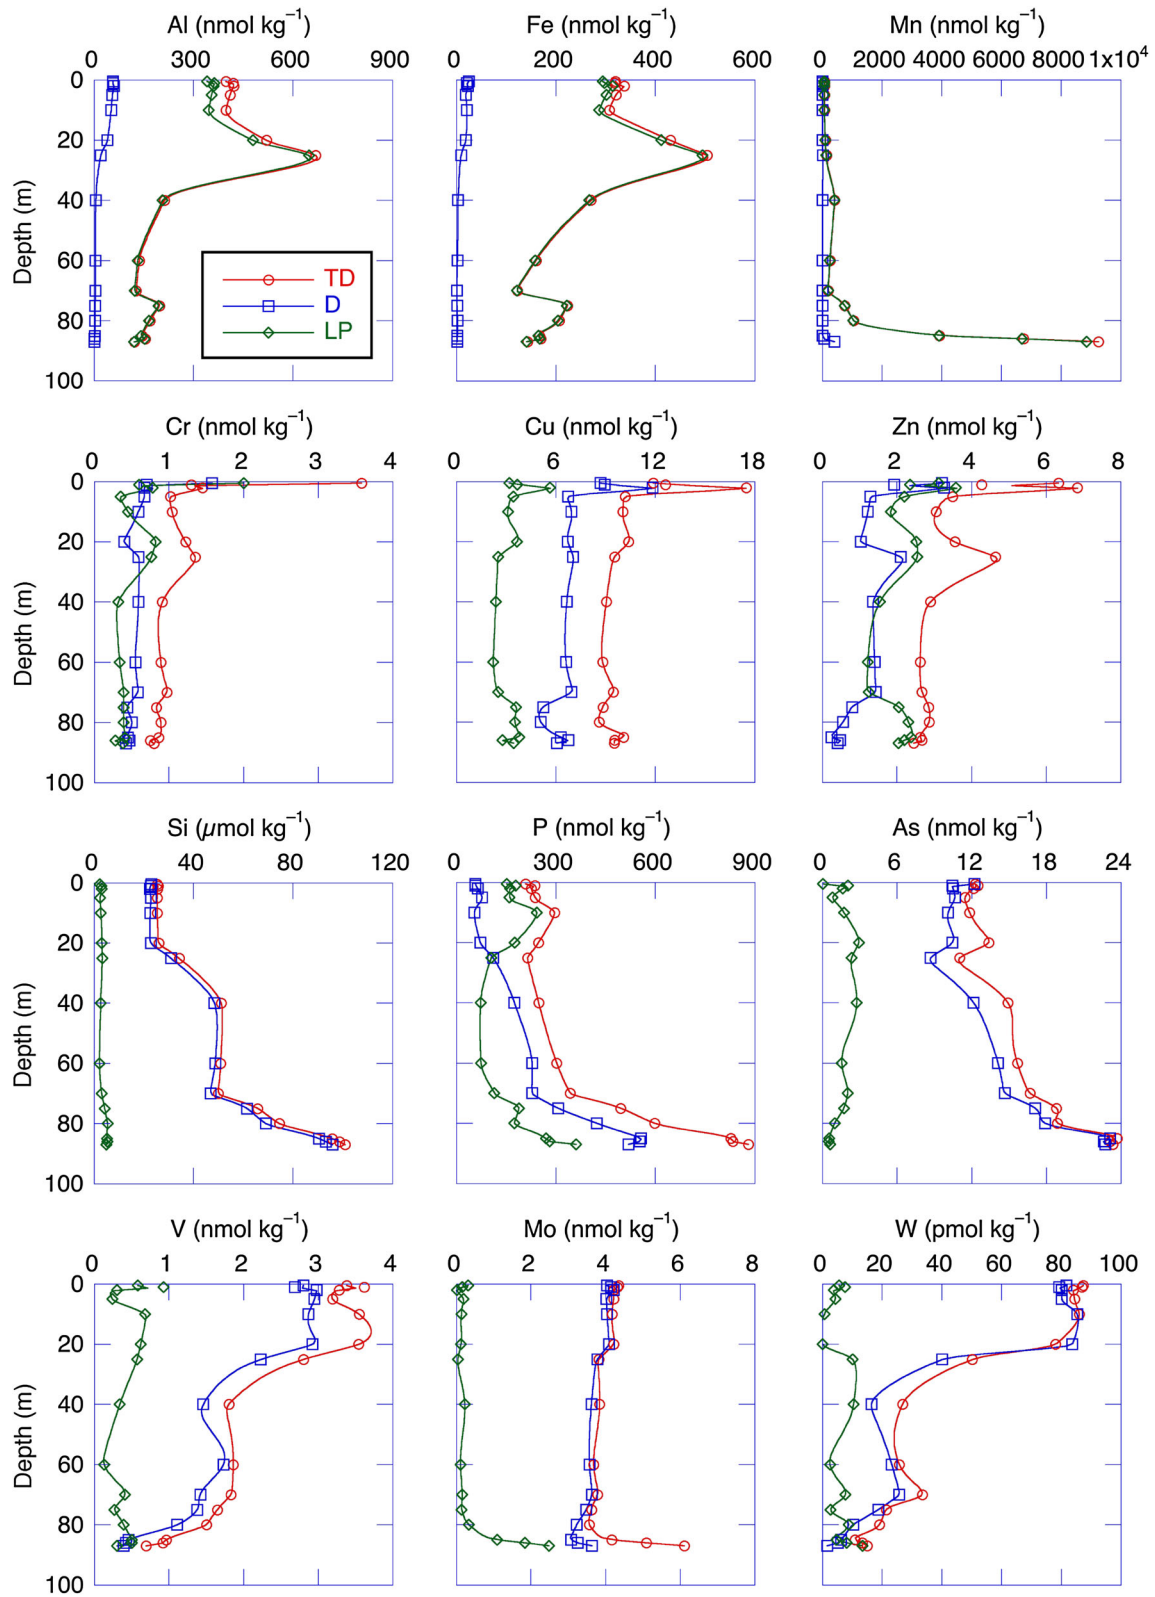 Al (nmol kg⁻¹) Fe (nmol kg⁻¹) Mn (nmol kg⁻¹)
0 300 600 900 0 200 400 600 0 2000 4000 6000 8000 1x10⁴
0
20
40
60
80
100
Depth (m)
TD
D
LP
Cr (nmol kg⁻¹) Cu (nmol kg⁻¹) Zn (nmol kg⁻¹)
0 1 2 3 4 0 6 12 18 0 2 4 6 8
0
20
40
60
80
100
Depth (m)
Si (µmol kg⁻¹) P (nmol kg⁻¹) As (nmol kg⁻¹)
0 40 80 120 0 300 600 900 0 6 12 18 24
0
20
40
60
80
100
Depth (m)
V (nmol kg⁻¹) Mo (nmol kg⁻¹) W (pmol kg⁻¹)
0 1 2 3 4 0 2 4 6 8 0 20 40 60 80 100
0
20
40
60
80
100
Depth (m)